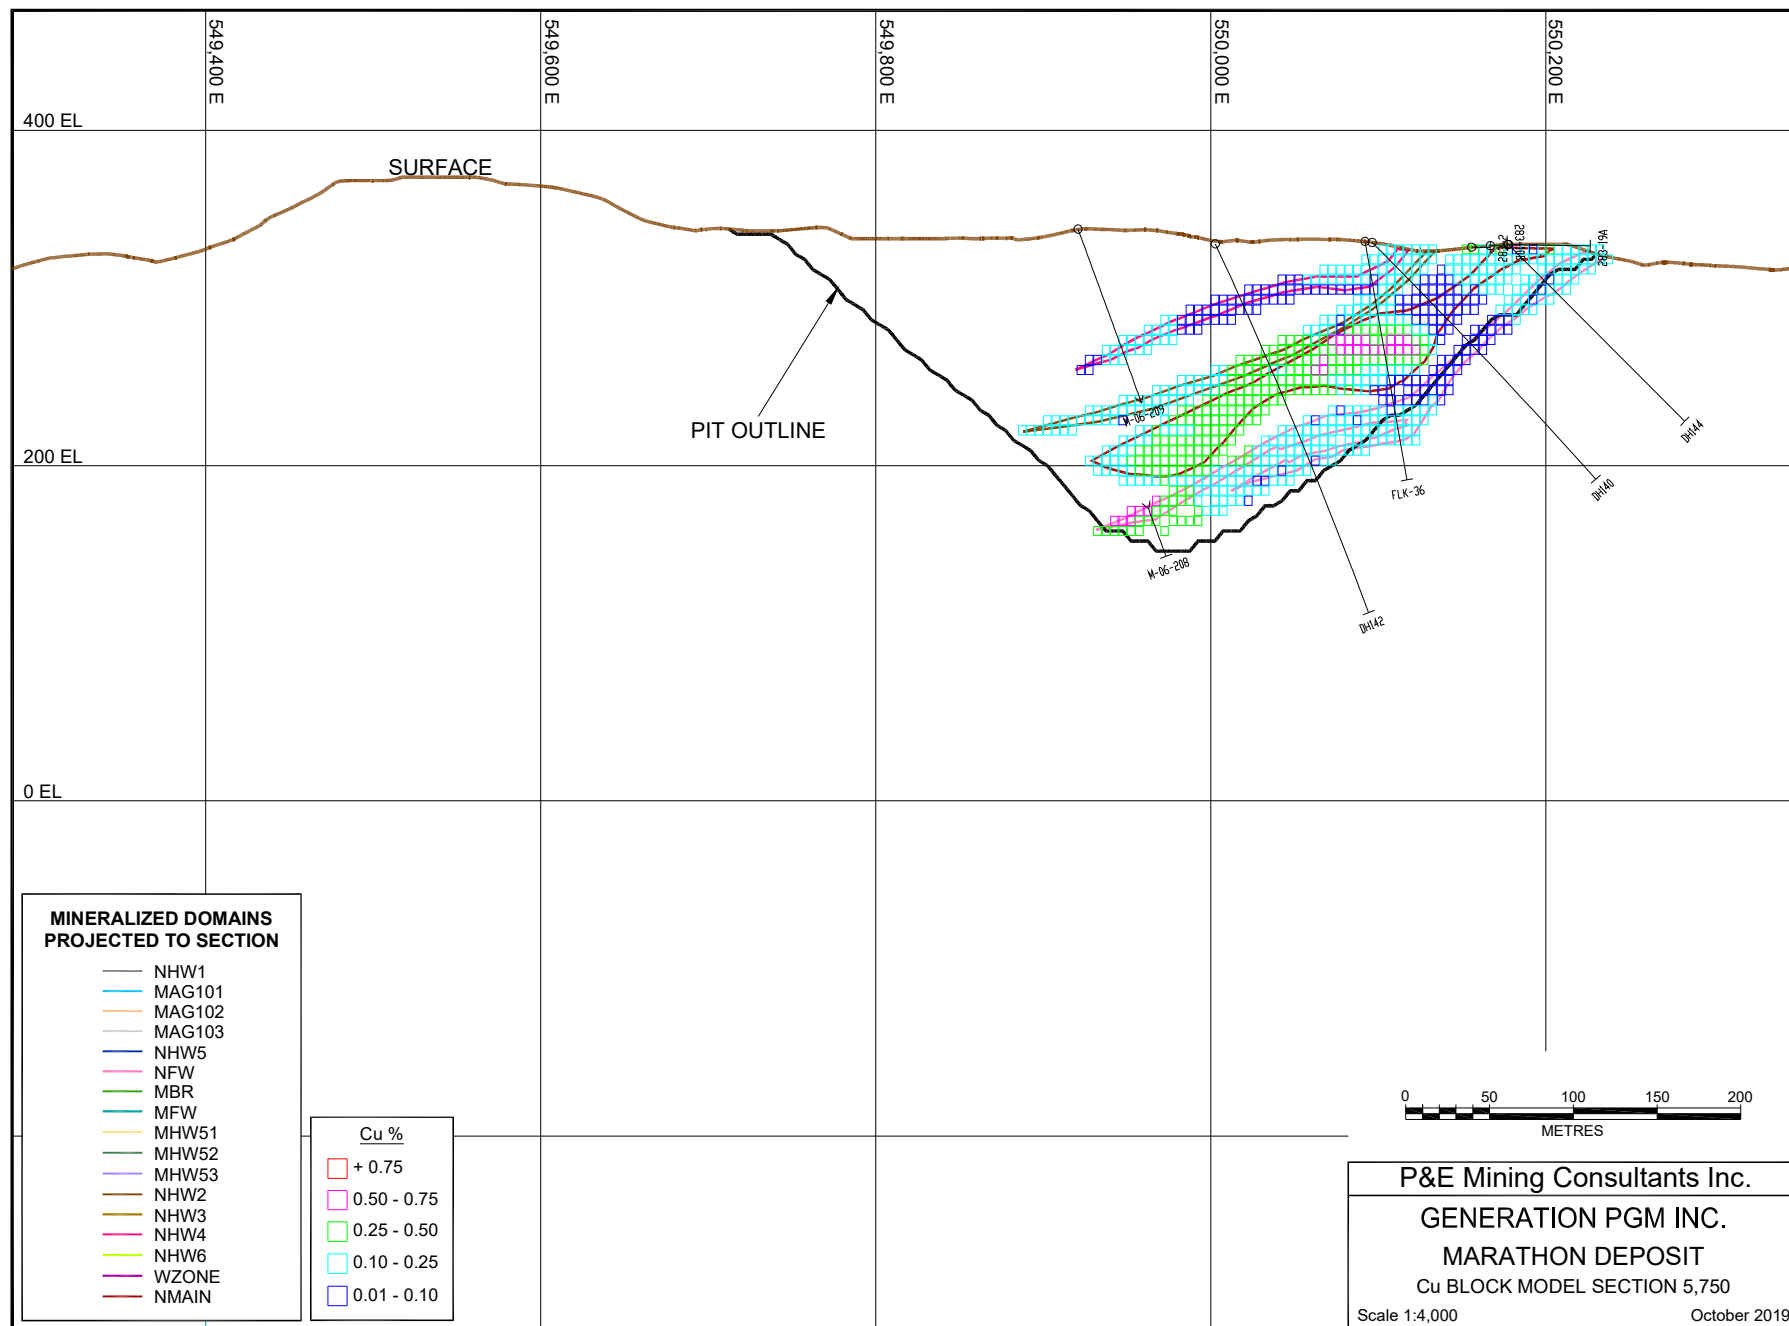 549,400 E
549,600 E
549,800 E
550,000 E
550,200 E
400 EL
SURFACE
283-19A
M-06-209
PIT OUTLINE
DH144
200 EL
DH140
FLK-36
M-06-208
DH142
0 EL
MINERALIZED DOMAINS
PROJECTED TO SECTION
NHW1
MAG101
MAG102
MAG103
NHW5
NFW
MBR
MFW
MHW51
MHW52
MHW53
NHW2
NHW3
NHW4
NHW6
WZONE
NMAIN
Cu %
+ 0.75
0.50 - 0.75
0.25 - 0.50
0.10 - 0.25
0.01 - 0.10
0 50 100 150 200
METRES
P&E Mining Consultants Inc.
GENERATION PGM INC.
MARATHON DEPOSIT
Cu BLOCK MODEL SECTION 5,750
Scale 1:4,000 October 2019